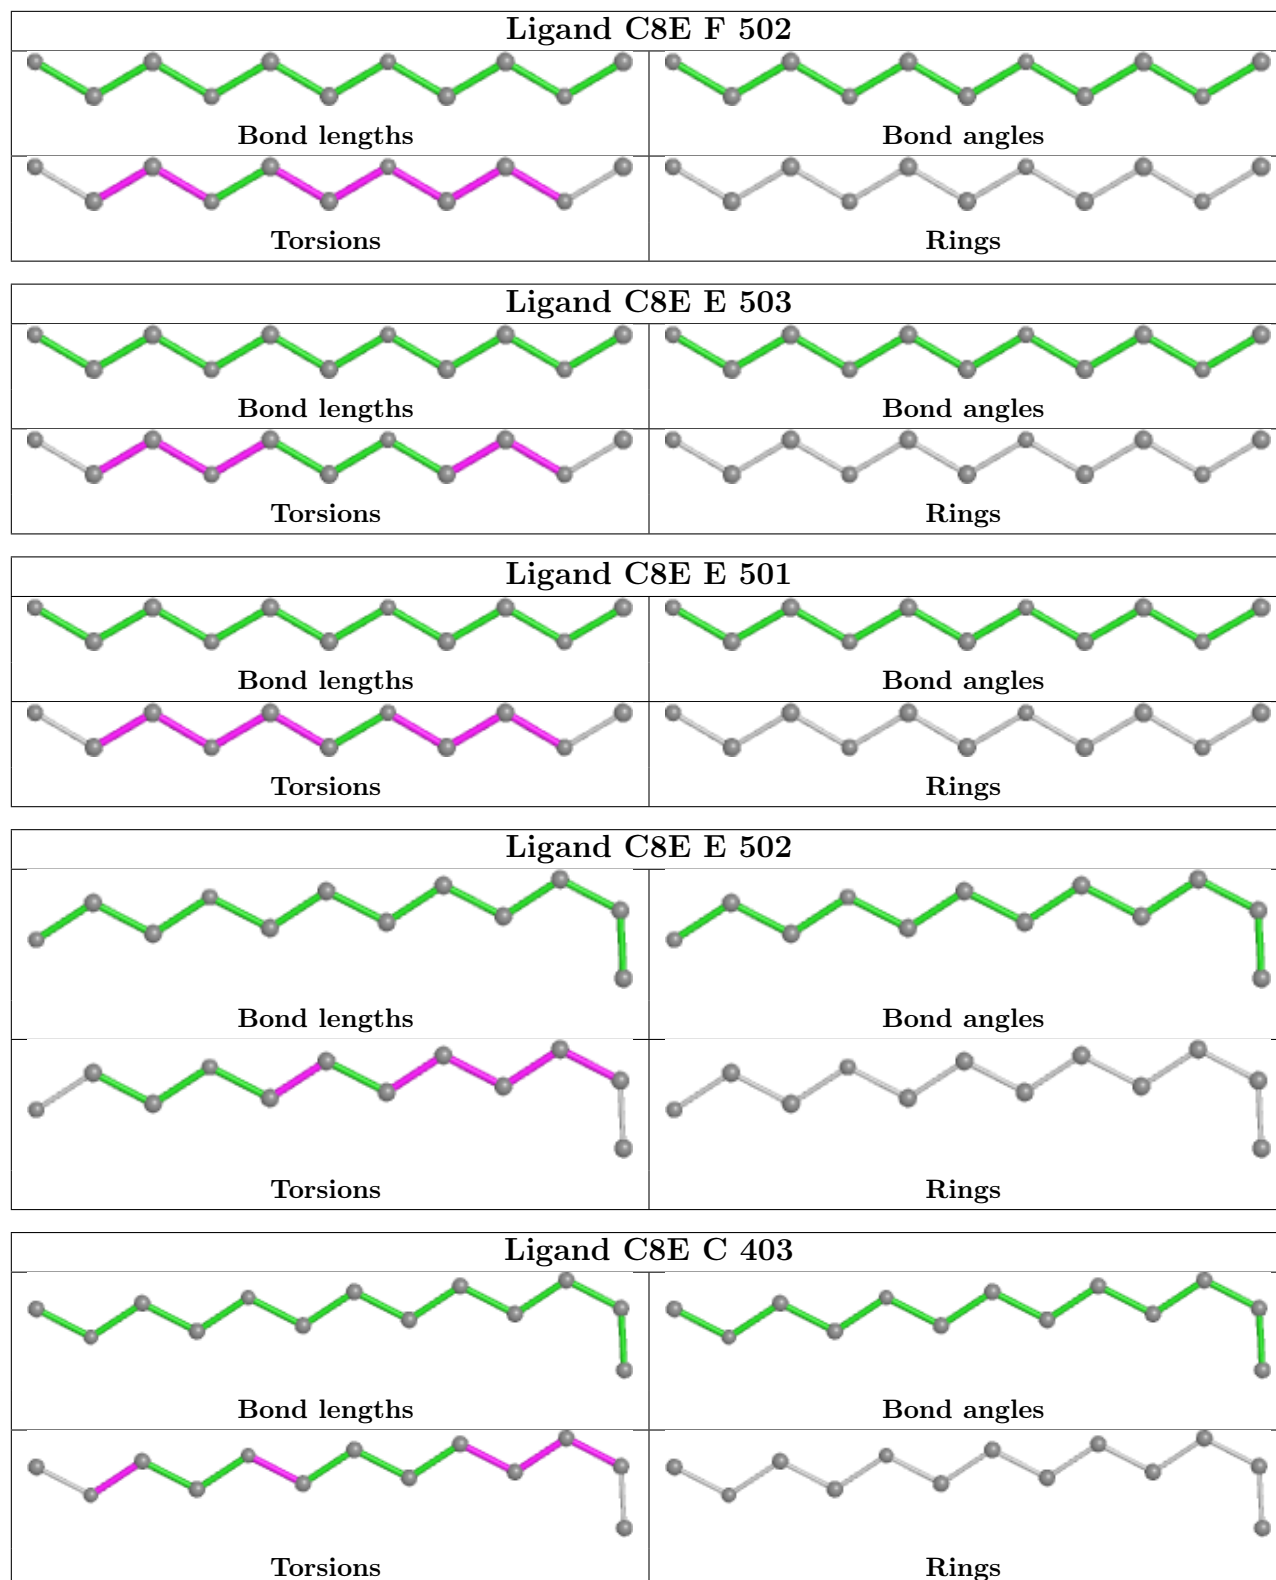 Ligand C8E F 502
Bond lengths Bond angles
Torsions Rings
Ligand C8E E 503
Bond lengths Bond angles
Torsions Rings
Ligand C8E E 501
Bond lengths Bond angles
Torsions Rings
Ligand C8E E 502
Bond lengths Bond angles
Torsions Rings
Ligand C8E C 403
Bond lengths Bond angles
Torsions Rings